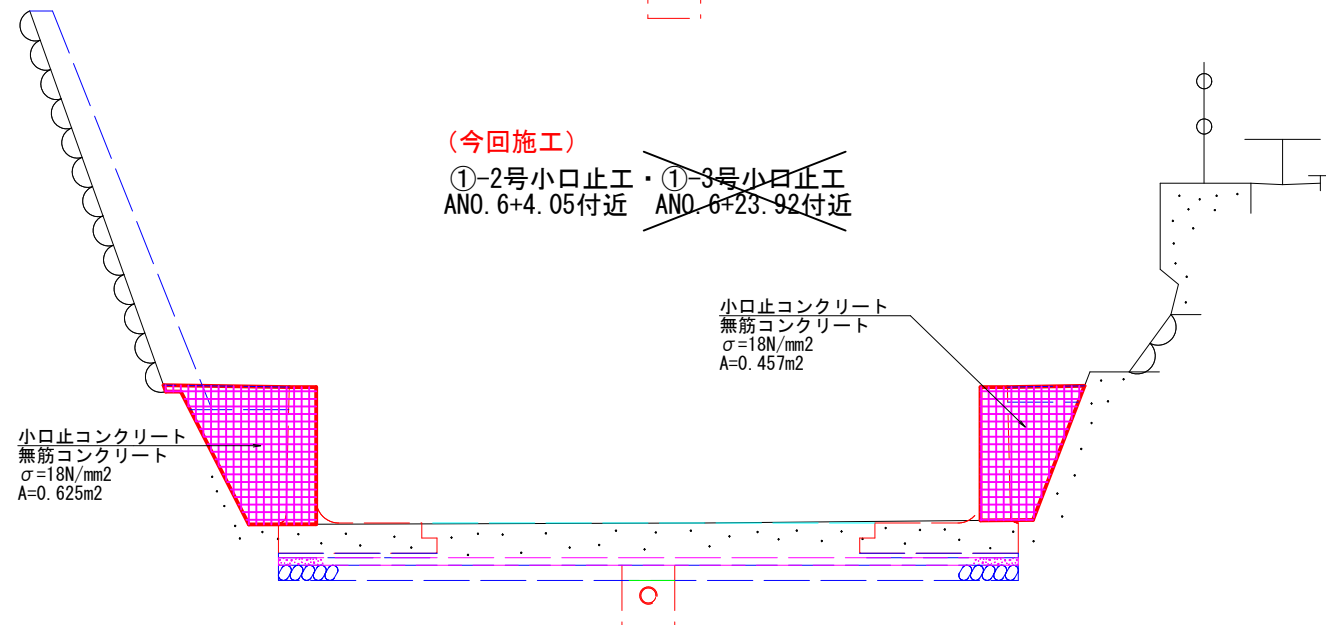 (今回施工)
①-2号小口止工・①-3号小口止工
ANO.6+4.05付近 ANO.6+23.92付近
小口止コンクリート
無筋コンクリート
σ=18N/mm2
A=0.457m2
小口止コンクリート
無筋コンクリート
σ=18N/mm2
A=0.625m2